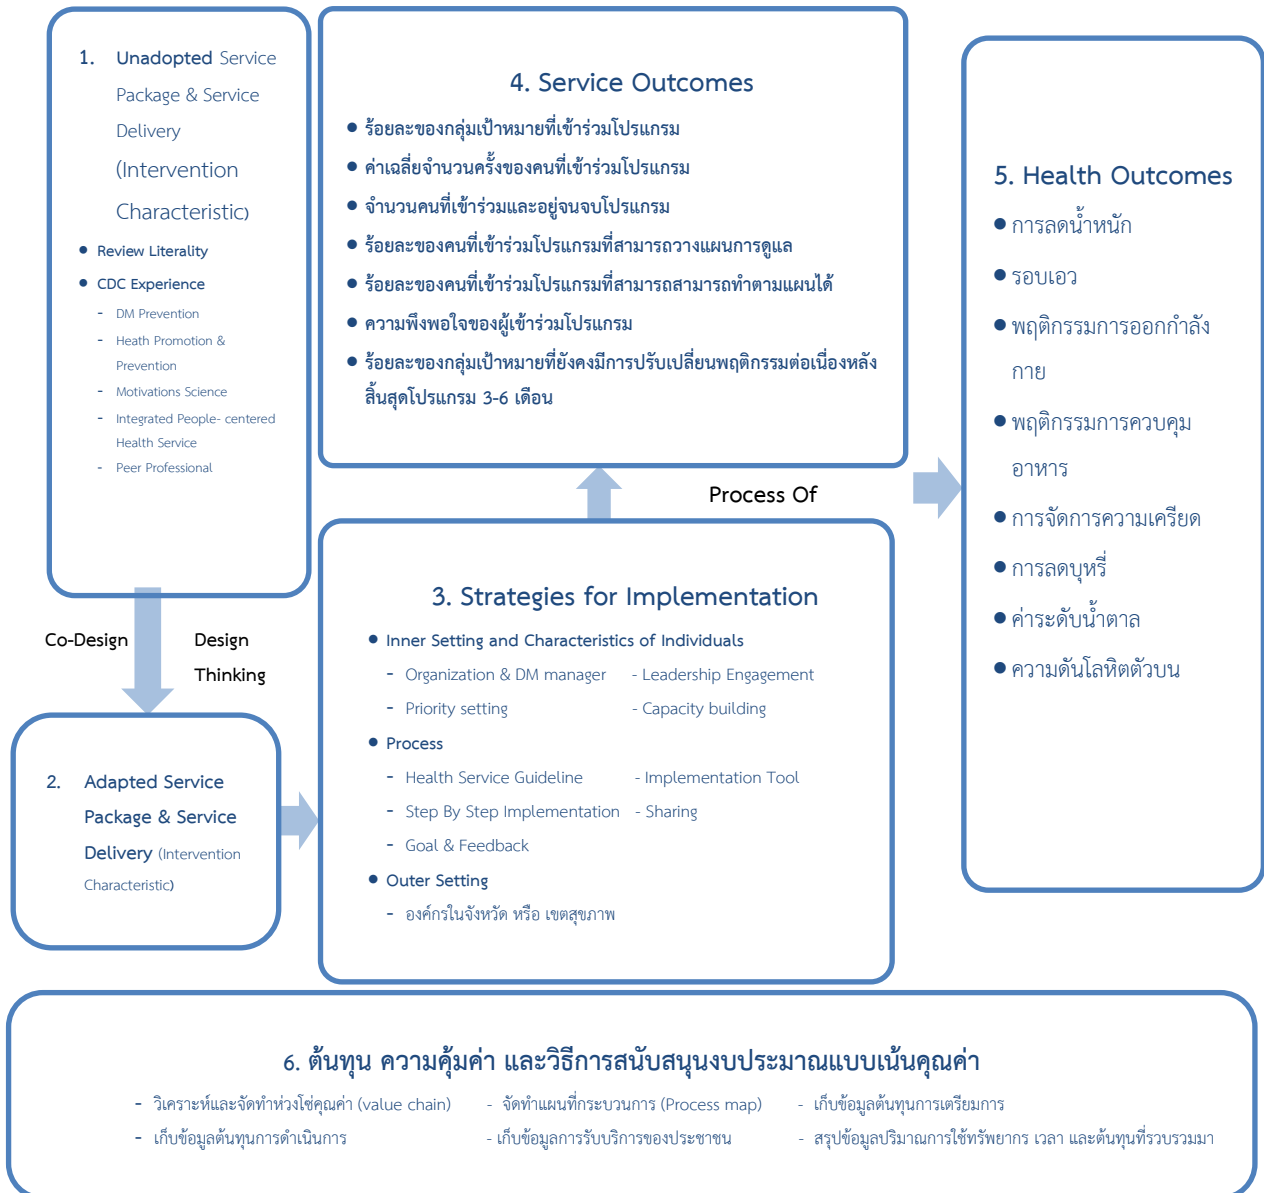 1. Unadopted Service
Package & Service
Delivery
(Intervention
Characteristic)
● Review Literality
● CDC Experience
- DM Prevention
- Heath Promotion &
Prevention
- Motivations Science
- Integrated People- centered
Health Service
- Peer Professional
4. Service Outcomes
● ร้อยละของกลุ่มเป้าหมายที่เข้าร่วมโปรแกรม
● ค่าเฉลี่ยจำนวนครั้งของคนที่เข้าร่วมโปรแกรม
● จำนวนคนที่เข้าร่วมและอยู่จนจบโปรแกรม
● ร้อยละของคนที่เข้าร่วมโปรแกรมที่สามารถวางแผนการดูแล
● ร้อยละของคนที่เข้าร่วมโปรแกรมที่สามารถสามารถทำตามแผนได้
● ความพึงพอใจของผู้เข้าร่วมโปรแกรม
● ร้อยละของกลุ่มเป้าหมายที่ยังคงมีการปรับเปลี่ยนพฤติกรรมต่อเนื่องหลัง
สิ้นสุดโปรแกรม 3-6 เดือน
5. Health Outcomes
● การลดน้ำหนัก
● รอบเอว
● พฤติกรรมการออกกำลัง
กาย
● พฤติกรรมการควบคุม
อาหาร
● การจัดการความเครียด
● การลดบุหรี่
● ค่าระดับน้ำตาล
● ความดันโลหิตตัวบน
Process Of
Co-Design
Design
Thinking
2. Adapted Service
Package & Service
Delivery (Intervention
Characteristic)
3. Strategies for Implementation
● Inner Setting and Characteristics of Individuals
- Organization & DM manager - Leadership Engagement
- Priority setting - Capacity building
● Process
- Health Service Guideline - Implementation Tool
- Step By Step Implementation - Sharing
- Goal & Feedback
● Outer Setting
- องค์กรในจังหวัด หรือ เขตสุขภาพ
6. ต้นทุน ความคุ้มค่า และวิธีการสนับสนุนงบประมาณแบบเน้นคุณค่า
- วิเคราะห์และจัดทำห่วงโซ่คุณค่า (value chain) - จัดทำแผนที่กระบวนการ (Process map) - เก็บข้อมูลต้นทุนการเตรียมการ
- เก็บข้อมูลต้นทุนการดำเนินการ - เก็บข้อมูลการรับบริการของประชาชน - สรุปข้อมูลปริมาณการใช้ทรัพยากร เวลา และต้นทุนที่รวบรวมมา